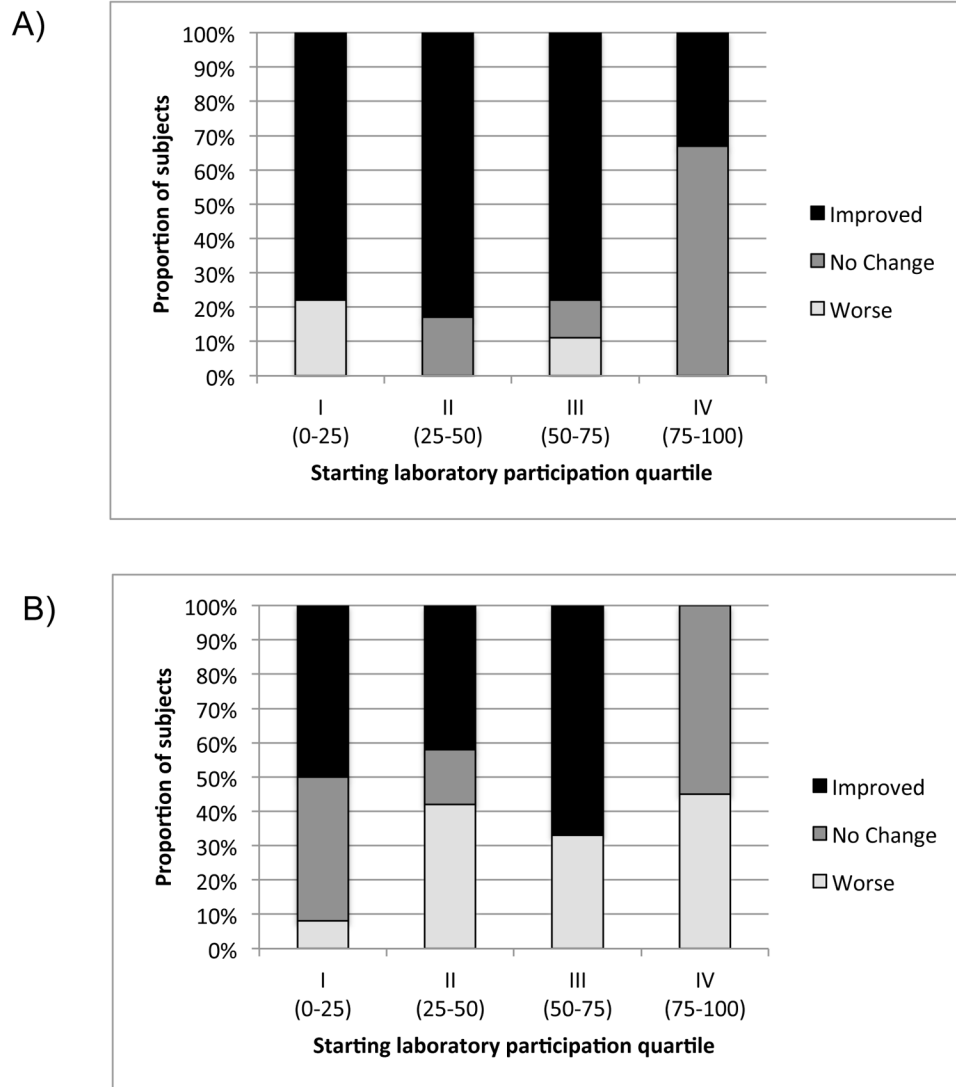 A)
100%
90%
80%
70%
60%
50%
40%
30%
20%
10%
0%
Proportion of subjects
I
(0-25)
II
(25-50)
III
(50-75)
IV
(75-100)
Starting laboratory participation quartile
Improved
No Change
Worse
B)
100%
90%
80%
70%
60%
50%
40%
30%
20%
10%
0%
Proportion of subjects
I
(0-25)
II
(25-50)
III
(50-75)
IV
(75-100)
Starting laboratory participation quartile
Improved
No Change
Worse